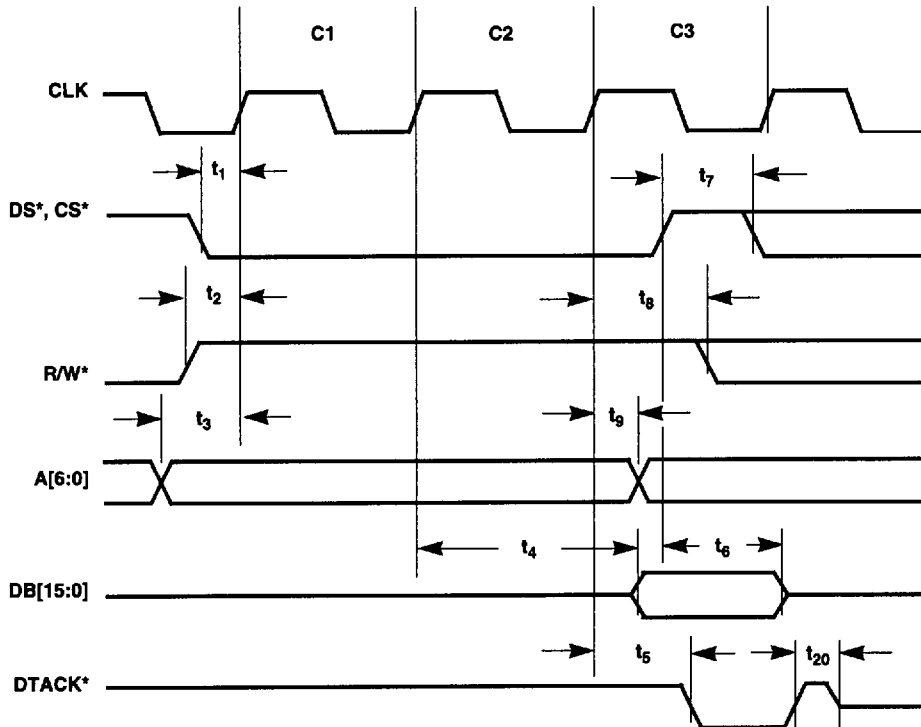 C1 C2 C3
CLK
t1 t7
DS*, CS*
t2 t8
R/W*
t3 t9
A[6:0]
t4 t6
DB[15:0]
t5 t20
DTACK*